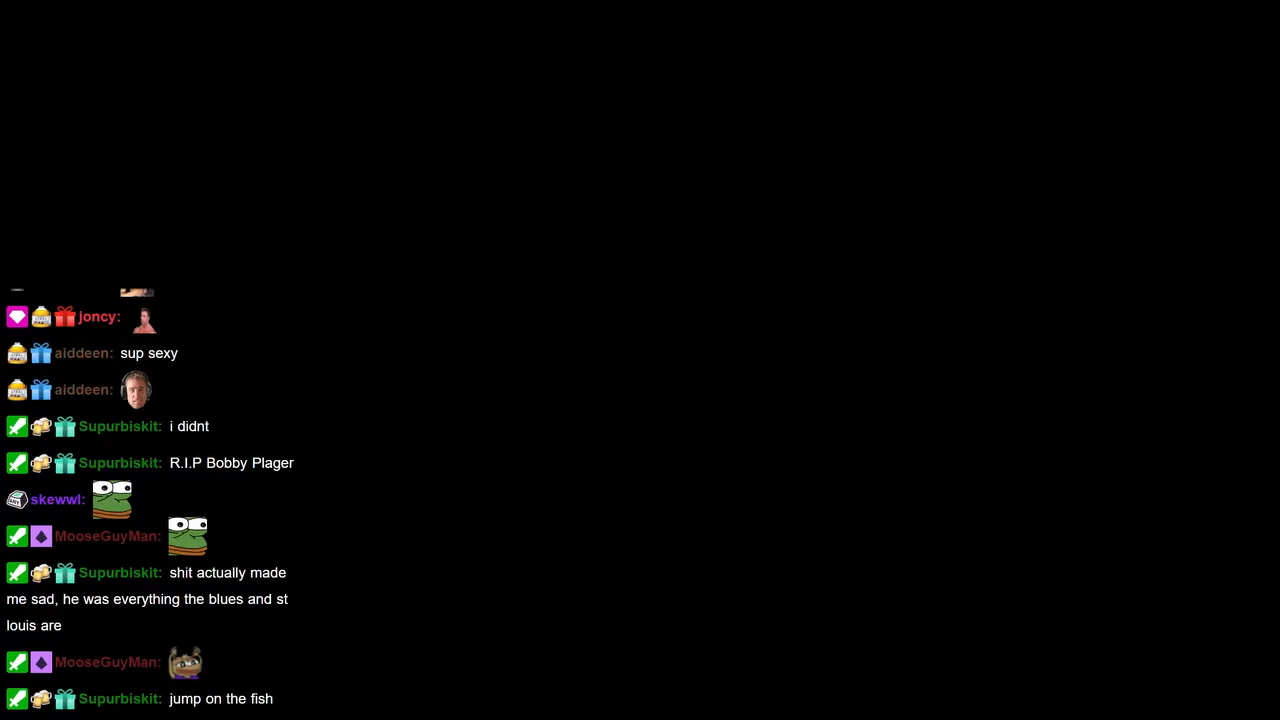 joncy:
aiddeen: sup sexy
aiddeen:
Supurbiskit: i didnt
Supurbiskit: R.I.P Bobby Plager
skewwl:
MooseGuyMan:
Supurbiskit: shit actually made
me sad, he was everything the blues and st
louis are
MooseGuyMan:
Supurbiskit: jump on the fish